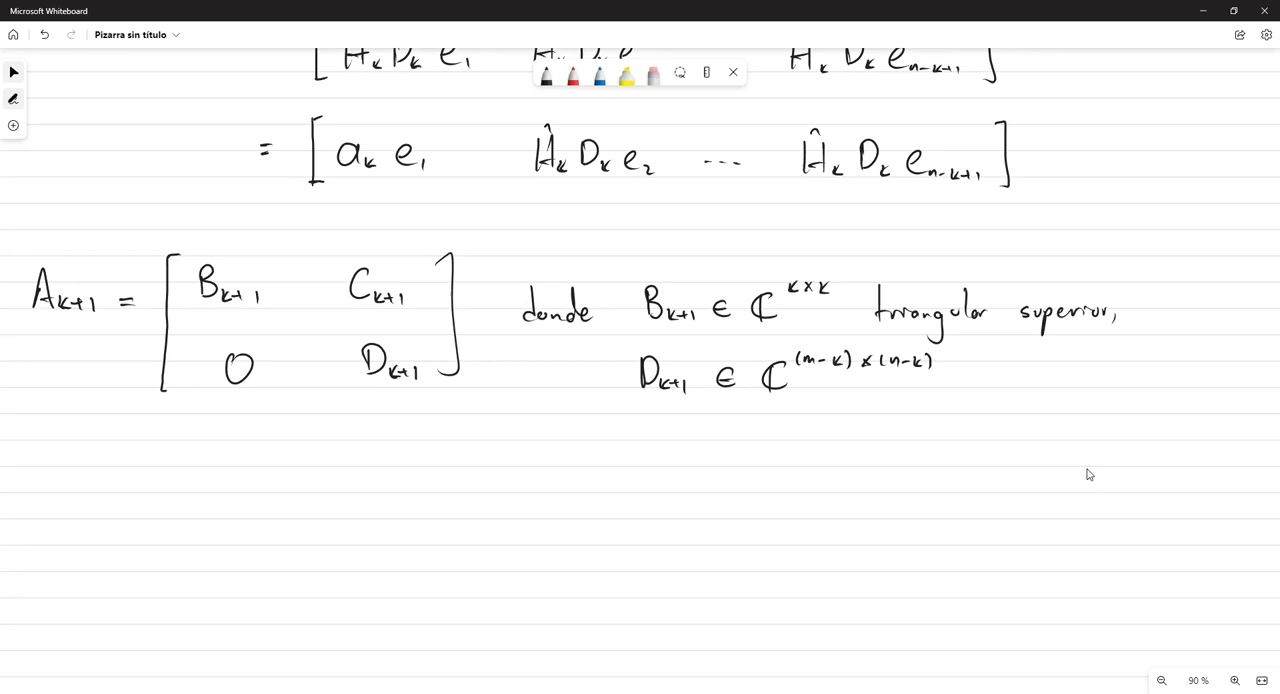 Microsoft Whiteboard
Pizarra sin título
= [ a_k e_1 Ĥ_k D_k e_2 ... Ĥ_k D_k e_{n-k+1} ]
A_{k+1} = [ B_{k+1} C_{k+1} donde B_{k+1} ∈ ℂ^{k×k} triangular superior,
0 D_{k+1} ] D_{k+1} ∈ ℂ^{(m-k)×(n-k)}
90 %